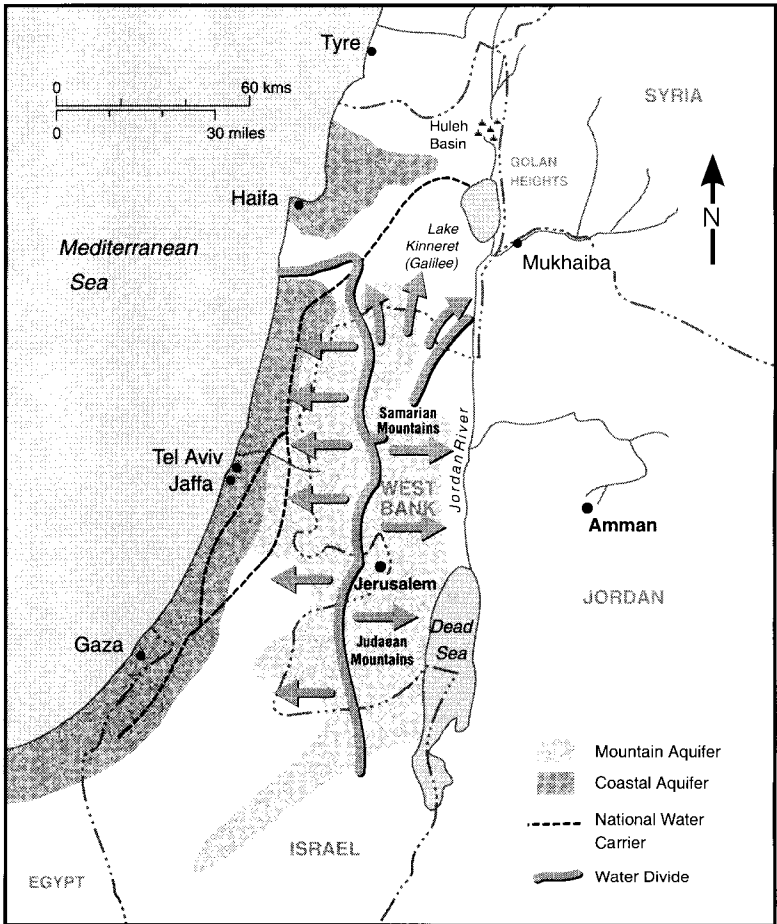 Tyre
0 60 kms
0 30 miles
SYRIA
Huleh
Basin
GOLAN
HEIGHTS
Haifa
N
Lake
Kinneret
(Galilee)
Mukhaiba
Mediterranean
Sea
Samarian
Mountains
Tel Aviv
Jaffa
WEST
BANK
Jordan River
Amman
Jerusalem
JORDAN
Gaza
Judaean
Mountains
Dead
Sea
Mountain Aquifer
Coastal Aquifer
National Water
Carrier
Water Divide
ISRAEL
EGYPT